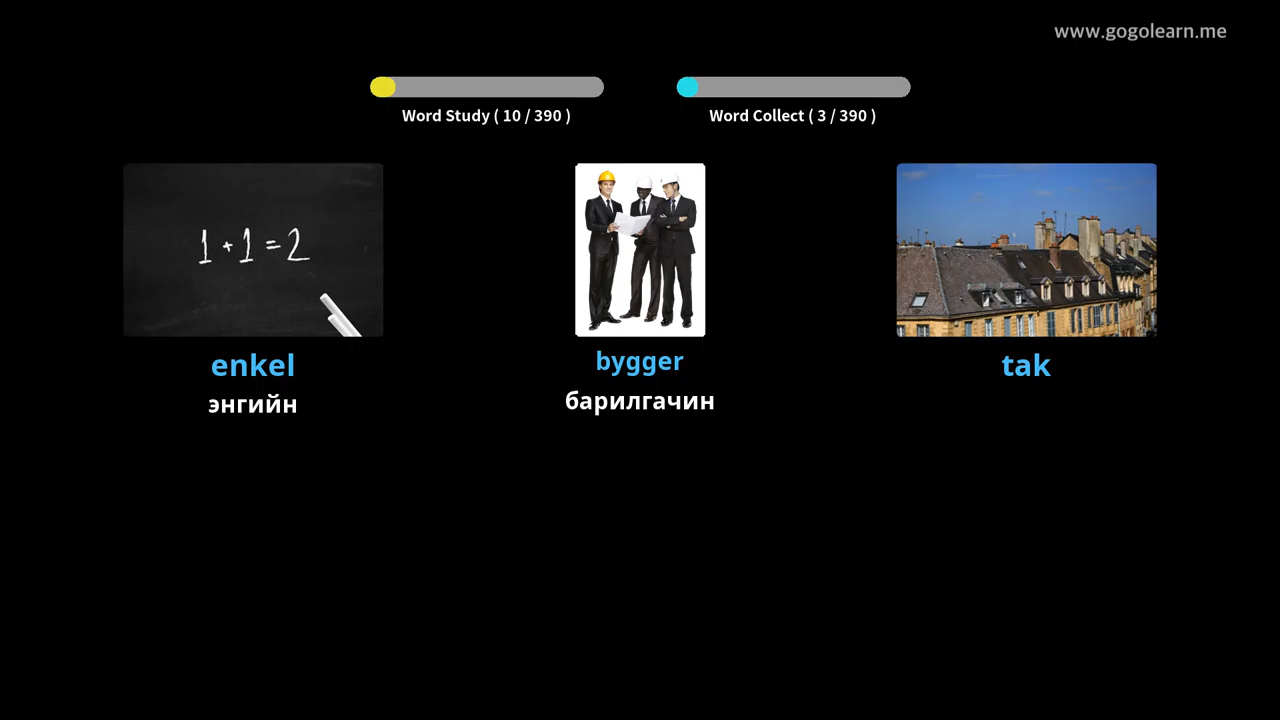 www.gogolearn.me
Word Study ( 10 / 390 )
Word Collect ( 3 / 390 )
1 + 1 = 2
enkel
bygger
tak
энгийн
барилгачин